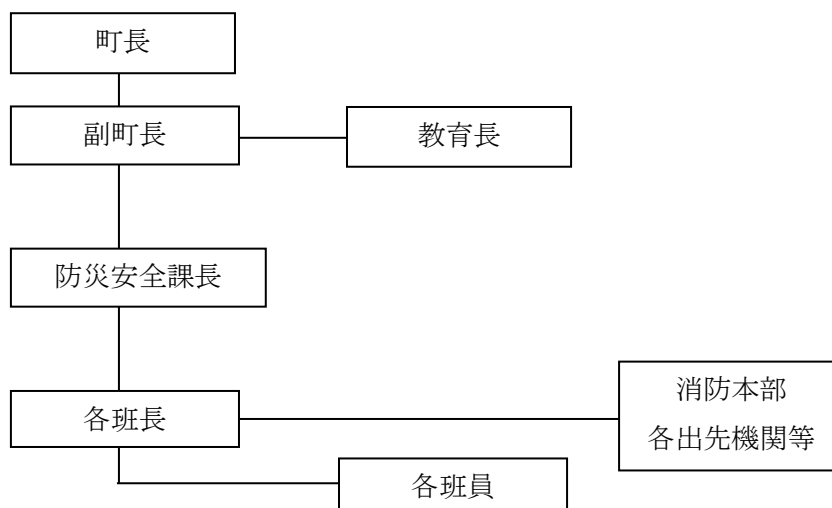 町長
副町長
教育長
防災安全課長
各班長
消防本部
各出先機関等
各班員